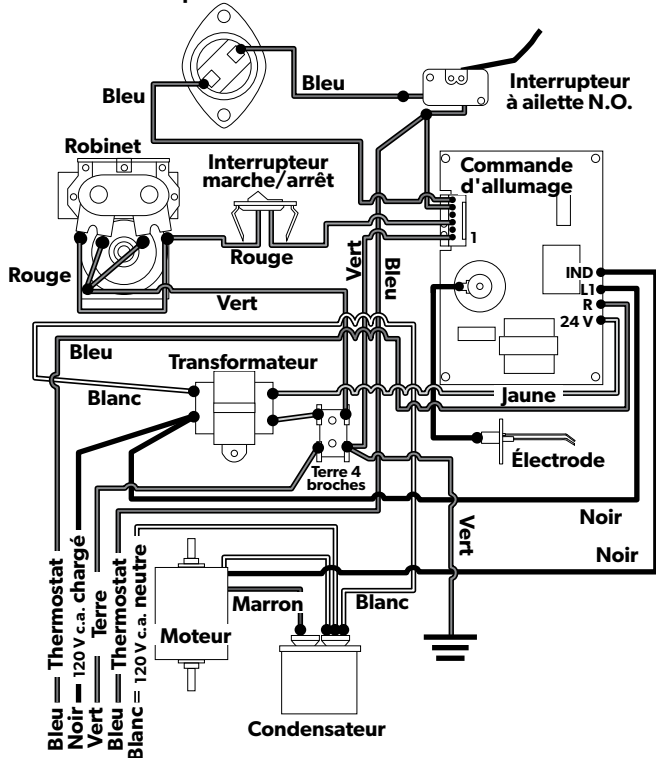 Bleu
Bleu
Interrupteur
à ailette N.O.
Robinet
Interrupteur
marche/arrêt
Commande
d'allumage
1
Rouge
Rouge
Vert
Bleu
Vert
IND
L1
R
24 V
Bleu
Transformateur
Blanc
Jaune
Terre 4
broches
Électrode
Noir
Vert
Noir
Marron
Blanc
Moteur
Condensateur
Bleu Thermostat
Noir 120 V c.a. chargé
Vert Terre
Bleu Thermostat
Blanc 120 V c.a. neutre